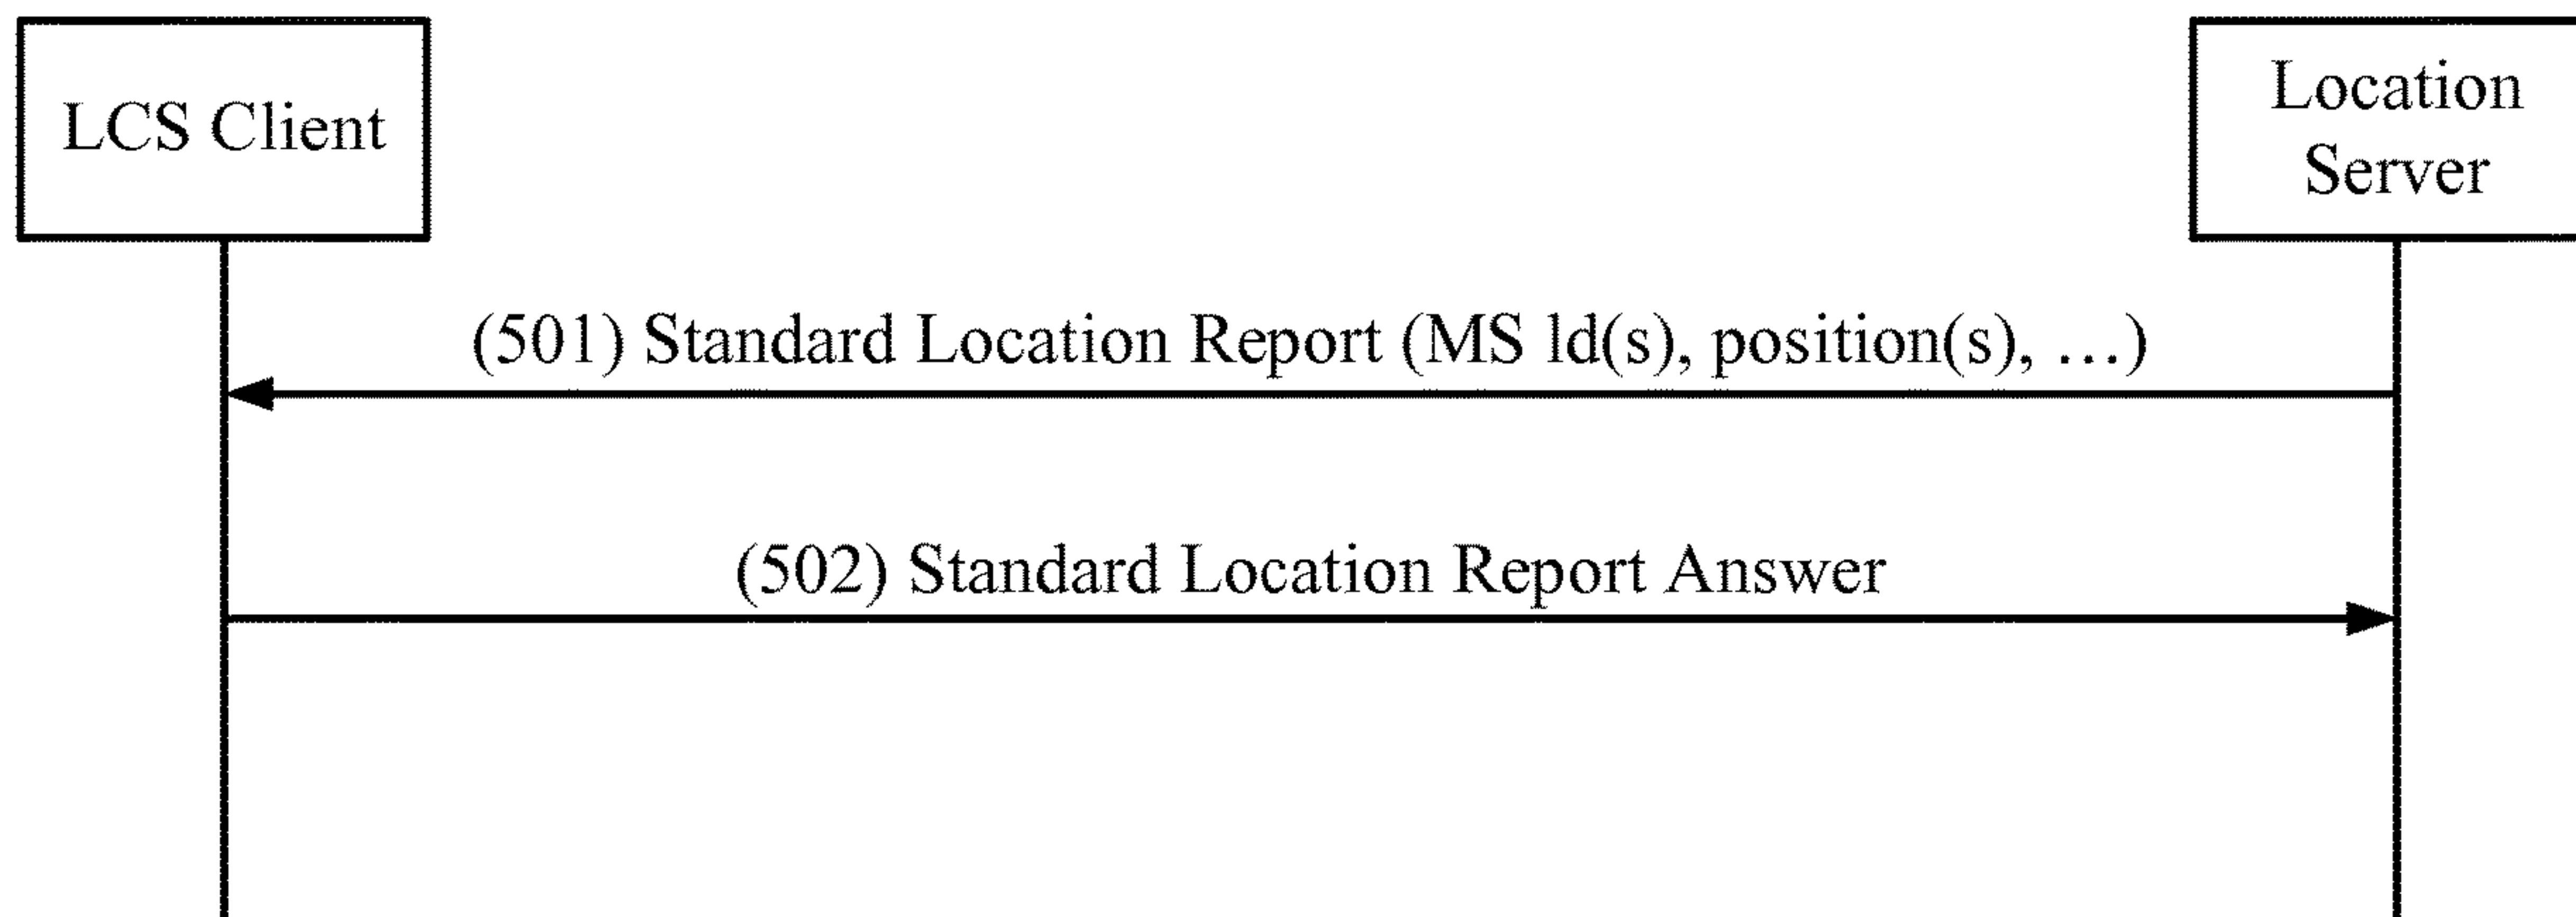 LCS Client
Location
Server
(501) Standard Location Report (MS ld(s), position(s), …)
(502) Standard Location Report Answer